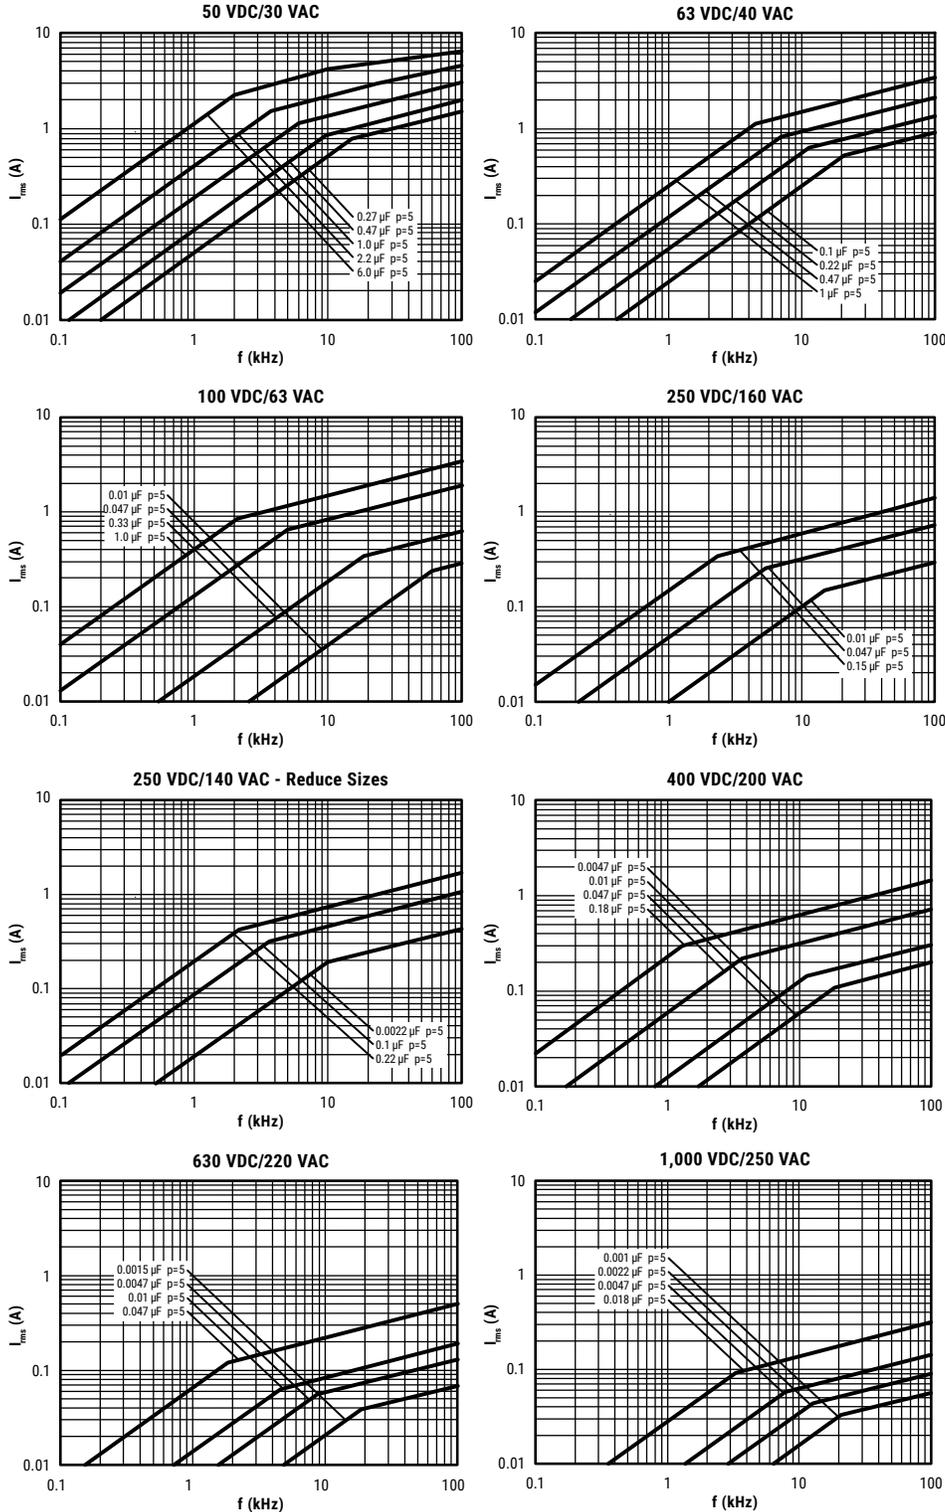 50 VDC/30 VAC
10
1
0.1
0.01
I_rms (A)
0.27 µF p=5
0.47 µF p=5
1.0 µF p=5
2.2 µF p=5
6.0 µF p=5
0.1 1 10 100
f (kHz)
63 VDC/40 VAC
10
1
0.1
0.01
I_rms (A)
0.1 µF p=5
0.22 µF p=5
0.47 µF p=5
1 µF p=5
0.1 1 10 100
f (kHz)
100 VDC/63 VAC
10
1
0.1
0.01
I_rms (A)
0.01 µF p=5
0.047 µF p=5
0.33 µF p=5
1.0 µF p=5
0.1 1 10 100
f (kHz)
250 VDC/160 VAC
10
1
0.1
0.01
I_rms (A)
0.01 µF p=5
0.047 µF p=5
0.15 µF p=5
0.1 1 10 100
f (kHz)
250 VDC/140 VAC - Reduce Sizes
10
1
0.1
0.01
I_rms (A)
0.0022 µF p=5
0.1 µF p=5
0.22 µF p=5
0.1 1 10 100
f (kHz)
400 VDC/200 VAC
10
1
0.1
0.01
I_rms (A)
0.0047 µF p=5
0.01 µF p=5
0.047 µF p=5
0.18 µF p=5
0.1 1 10 100
f (kHz)
630 VDC/220 VAC
10
1
0.1
0.01
I_rms (A)
0.0015 µF p=5
0.0047 µF p=5
0.01 µF p=5
0.047 µF p=5
0.1 1 10 100
f (kHz)
1,000 VDC/250 VAC
10
1
0.1
0.01
I_rms (A)
0.001 µF p=5
0.0022 µF p=5
0.0047 µF p=5
0.018 µF p=5
0.1 1 10 100
f (kHz)